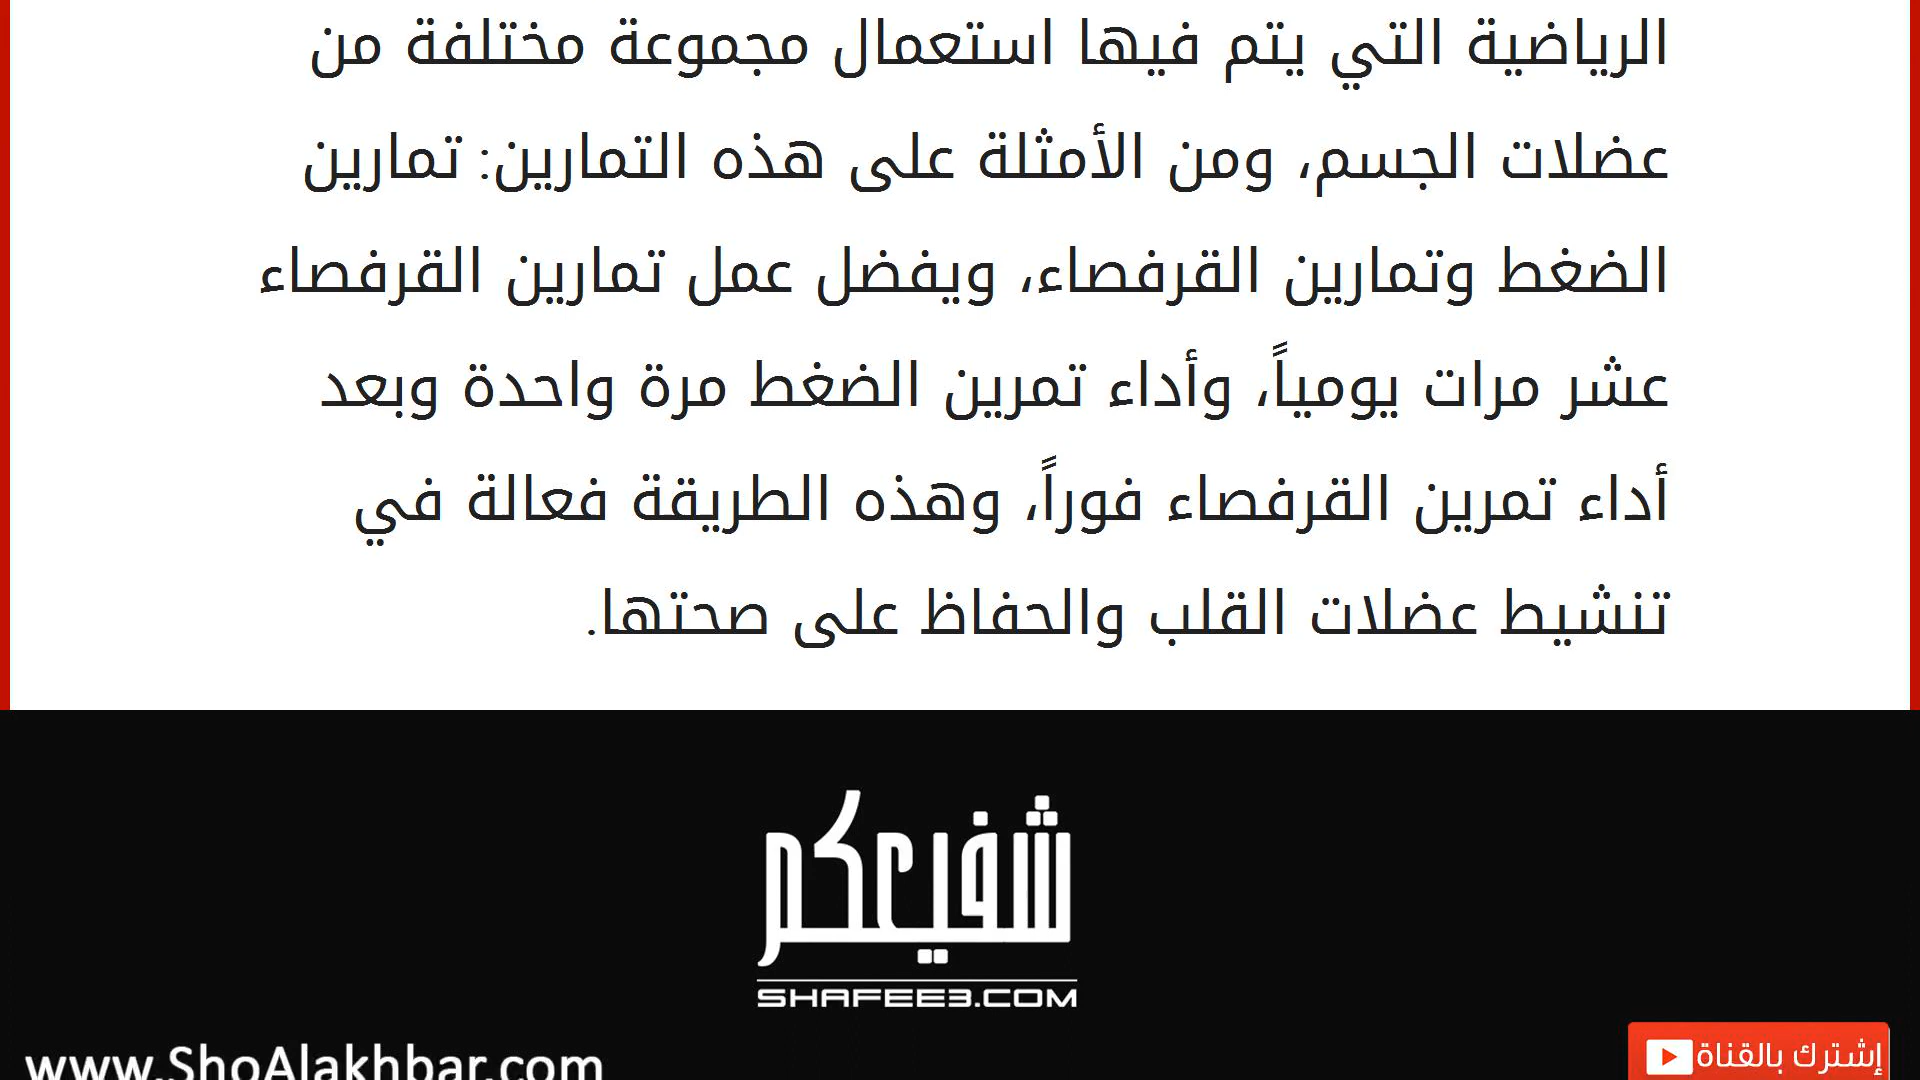 الرياضية التي يتم فيها استعمال مجموعة مختلفة من
عضلات الجسم، ومن الأمثلة على هذه التمارين: تمارين
الضغط وتمارين القرفصاء، ويفضل عمل تمارين القرفصاء
عشر مرات يومياً، وأداء تمرين الضغط مرة واحدة وبعد
أداء تمرين القرفصاء فوراً، وهذه الطريقة فعالة في
تنشيط عضلات القلب والحفاظ على صحتها.
شفيعكم
SHAFEE3.COM
www.ShoAlakhbar.com
إشترك بالقناة